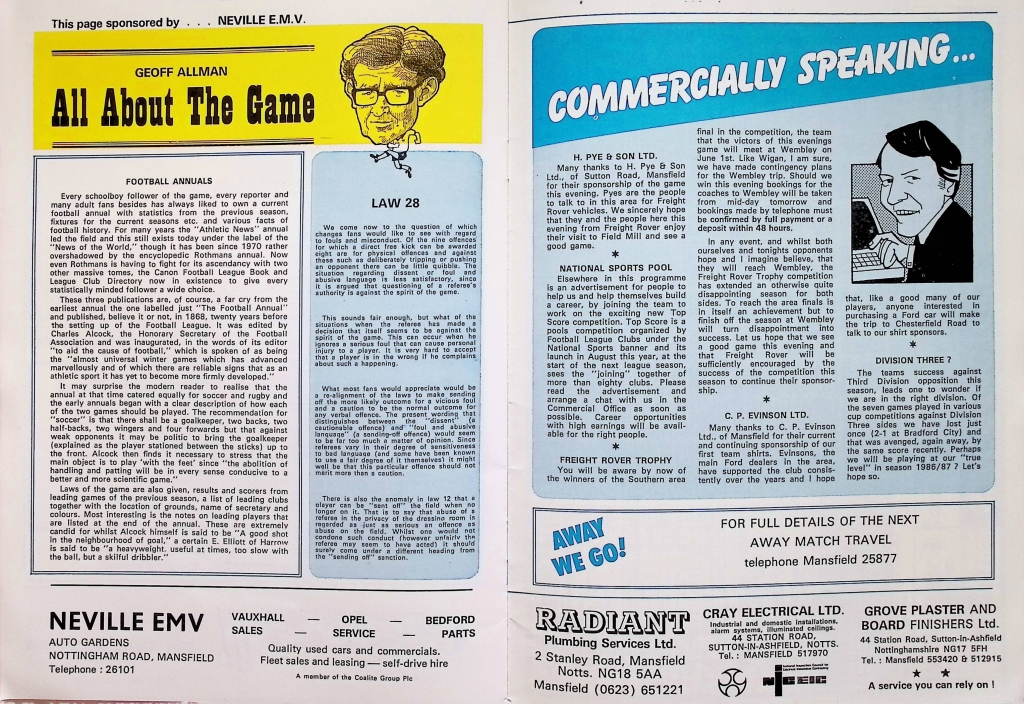 This page sponsored by . . . NEVILLE E.M.V.
GEOFF ALLMAN
All About The Game
FOOTBALL ANNUALS
Every schoolboy follower of the game, every reporter and
many adult fans besides has always liked to own a current
football annual with statistics from the previous season,
fixtures for the current seasons etc. and various facts of
football history. For many years the "Athletic News" annual
led the field and this still exists today under the label of the
"News of the World," though it has been since 1970 rather
overshadowed by the encyclopedic Rothmans annual. Now
even Rothmans is having to fight for its ascendancy with two
other massive tomes, the Canon Football League Book and
League Club Directory now in existence to give every
statistically minded follower a wide choice.
These three publications are, of course, a far cry from the
earliest annual the one labelled just "The Football Annual"
and published, believe it or not, in 1868, twenty years before
the setting up of the Football League. It was edited by
Charles Alcock, the Honorary Secretary of the Football
Association and was inaugurated, in the words of its editor
"to aid the cause of football," which is spoken of as being
the "almost universal winter games which has advanced
marvellously and of which there are reliable signs that as an
athletic sport it has yet to become more firmly developed."
It may surprise the modern reader to realise that the
annual at that time catered equally for soccer and rugby and
the early annuals began with a clear description of how each
of the two games should be played. The recommendation for
"soccer" is that there shall be a goalkeeper, two backs, two
half-backs, two wingers and four forwards but that against
weak opponents it may be politic to bring the goalkeeper
(explained as the player stationed between the sticks) up to
the front. Alcock then finds it necessary to stress that the
main object is to play 'with the feet' since "the abolition of
handling and patting will be in every sense conducive to a
better and more scientific game."
Laws of the game are also given, results and scorers from
leading games of the previous season, a list of leading clubs
together with the location of grounds, name of secretary and
colours. Most interesting is the notes on leading players that
are listed at the end of the annual. These are extremely
candid for whilst Alcock himself is said to be "A good shot
in the neighbourhood of goal," a certain E. Elliot of Harrow
is said to be "a heavyweight. useful at times, too slow with
the ball, but a skilful dribbler."
LAW 28
We come now to the question of which
changes fans would like to see with regard
to fouls and misconduct. Of the nine offences
for which a direct free kick can be awarded
eight are for physical offences and against
these such as deliberately tripping or pushing
an opponent there can be little quibble. The
situation regarding dissent or foul and
abusive language is less satisfactory, since
it is argued that questioning of a referee's
authority is against the spirit of the game.
This sounds fair enough, but what of the
situations when the referee has made a
decision that itself seems to be against the
spirit of the game. This can occur when he
ignores a serious foul that can cause personal
injury to a player. It is very hard to accept
that a player is in the wrong if he complains
about such a happening.
What most fans would appreciate would be
a re-alignment of the laws to make sending
off the more likely outcome for a vicious foul
and a caution to be the normal outcome for
any verbal offence. The present wording that
distinguishes between the "dissent" (a
cautionable offence) and "foul and abusive
language" (a sending-off offence) would seem
to be far too much a matter of opinion. Since
referees vary in their degree of sensitiveness
to bad language (and some have been known
to use a fair degree of it themselves) it might
well be that this particular offence should not
merit more than a caution.
There is also the anomaly in law 12 that a
player can be "sent off" the field when no
longer on it. That is to say that abuse of a
referee in the privacy of the dressing room is
regarded as just as serious an offence as
abuse on the field. Whilst one would not
condone such conduct (however unfairly the
referee may seem to have acted) it should
surely come under a different heading from
the "sending off" sanction.
NEVILLE EMV
AUTO GARDENS
NOTTINGHAM ROAD, MANSFIELD
Telephone : 26101
VAUXHALL — OPEL — BEDFORD
SALES — SERVICE — PARTS
Quality used cars and commercials.
Fleet sales and leasing — self-drive hire
A member of the Coalite Group Plc
COMMERCIALLY SPEAKING...
H. PYE & SON LTD.
Many thanks to H. Pye & Son
Ltd., of Sutton Road, Mansfield
for their sponsorship of the game
this evening. Pyes are the people
to talk to in this area for Freight
Rover vehicles. We sincerely hope
that they and the people here this
evening from Freight Rover enjoy
their visit to Field Mill and see a
good game.
★
NATIONAL SPORTS POOL
Elsewhere in this programme
is an advertisement for people to
help us and help themselves build
a career, by joining the team to
work on the exciting new Top
Score competition. Top Score is a
pools competition organized by
Football League Clubs under the
National Sports banner and its
launch in August this year, at the
start of the next league season,
sees the "joining" together of
more than eighty clubs. Please
read the advertisement and
arrange a chat with us in the
Commercial Office as soon as
possible. Career opportunities
with high earnings will be avail-
able for the right people.
★
FREIGHT ROVER TROPHY
You will be aware by now of
the winners of the Southern area
final in the competition, the team
that the victors of this evenings
game will meet at Wembley on
June 1st. Like Wigan, I am sure,
we have made contingency plans
for the Wembley trip. Should we
win this evening bookings for the
coaches to Wembley will be taken
from mid-day tomorrow and
bookings made by telephone must
be confirmed by full payment or a
deposit within 48 hours.
In any event, and whilst both
ourselves and tonights opponents
hope and I imagine believe, that
they will reach Wembley, the
Freight Rover Trophy competition
has extended an otherwise quite
disappointing season for both
sides. To reach the area finals is
in itself an achievement but to
finish off the season at Wembley
will turn disappointment into
success. Let us hope that we see
a good game this evening and
that Freight Rover will be
sufficiently encouraged by the
success of the competition this
season to continue their sponsor-
ship.
★
C. P. EVINSON LTD.
Many thanks to C. P. Evinson
Ltd., of Mansfield for their current
and continuing sponsorship of our
first team shirts. Evinsons, the
main Ford dealers in the area,
have supported the club consis-
tently over the years and I hope
that, like a good many of our
players, anyone interested in
purchasing a Ford car will make
the trip to Chesterfield Road to
talk to our shirt sponsors.
★
DIVISION THREE ?
The teams success against
Third Division opposition this
season, leads one to wonder if
we are in the right division. Of
the seven games played in various
cup competitions against Division
Three sides we have lost just
once (2-1 at Bradford City) and
that was avenged, again away, by
the same score recently. Perhaps
we will be playing at our "true
level" in season 1986/87 ? Let's
hope so.
AWAY
WE GO!
FOR FULL DETAILS OF THE NEXT
AWAY MATCH TRAVEL
telephone Mansfield 25877
RADIANT
Plumbing Services Ltd.
2 Stanley Road, Mansfield
Notts. NG18 5AA
Mansfield (0623) 651221
CRAY ELECTRICAL LTD.
Industrial and domestic installations,
alarm systems, illuminated ceilings.
44 STATION ROAD,
SUTTON-IN-ASHFIELD, NOTTS.
Tel. : MANSFIELD 517970
NICEIC
GROVE PLASTER AND
BOARD FINISHERS Ltd.
44 Station Road, Sutton-in-Ashfield
Nottinghamshire NG17 5FH
Tel. : Mansfield 553420 & 512915
★ ★
A service you can rely on !